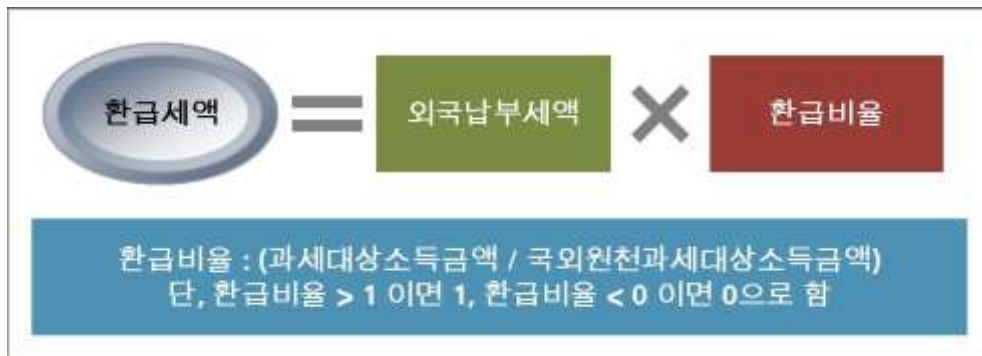 환급세액 = 외국납부세액 × 환급비율
환급비율 : (과세대상소득금액 / 국외원천과세대상소득금액)
단, 환급비율 > 1 이면 1, 환급비율 < 0 이면 0으로 함